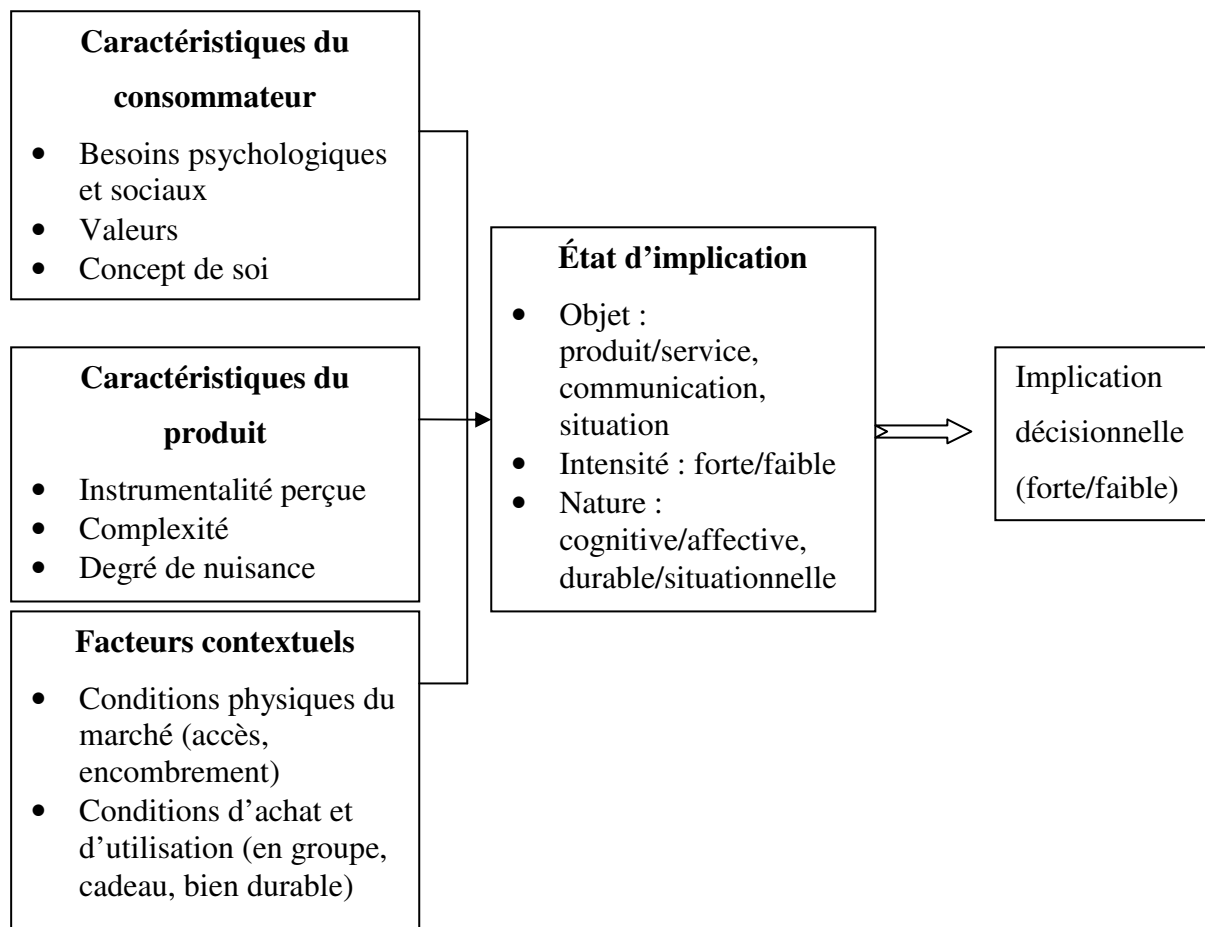 Caractéristiques du
consommateur
• Besoins psychologiques
et sociaux
• Valeurs
• Concept de soi
Caractéristiques du
produit
• Instrumentalité perçue
• Complexité
• Degré de nuisance
Facteurs contextuels
• Conditions physiques du
marché (accès,
encombrement)
• Conditions d’achat et
d’utilisation (en groupe,
cadeau, bien durable)
État d’implication
• Objet :
produit/service,
communication,
situation
• Intensité : forte/faible
• Nature :
cognitive/affective,
durable/situationnelle
Implication
décisionnelle
(forte/faible)